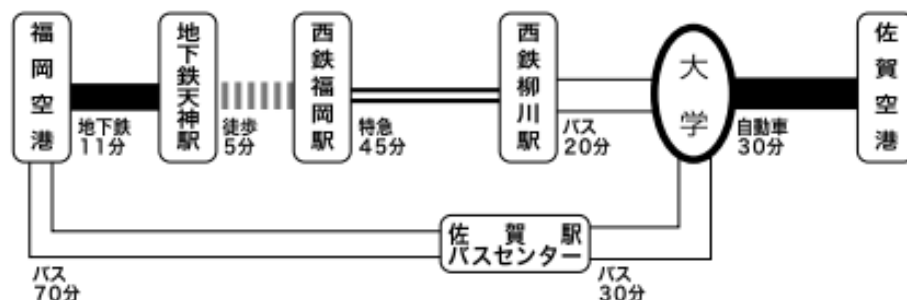 福岡空港
地下鉄
11分
地下鉄天神駅
徒歩
5分
西鉄福岡駅
特急
45分
西鉄柳川駅
バス
20分
大学
自動車
30分
佐賀空港
バス
70分
佐賀駅
バスセンター
バス
30分